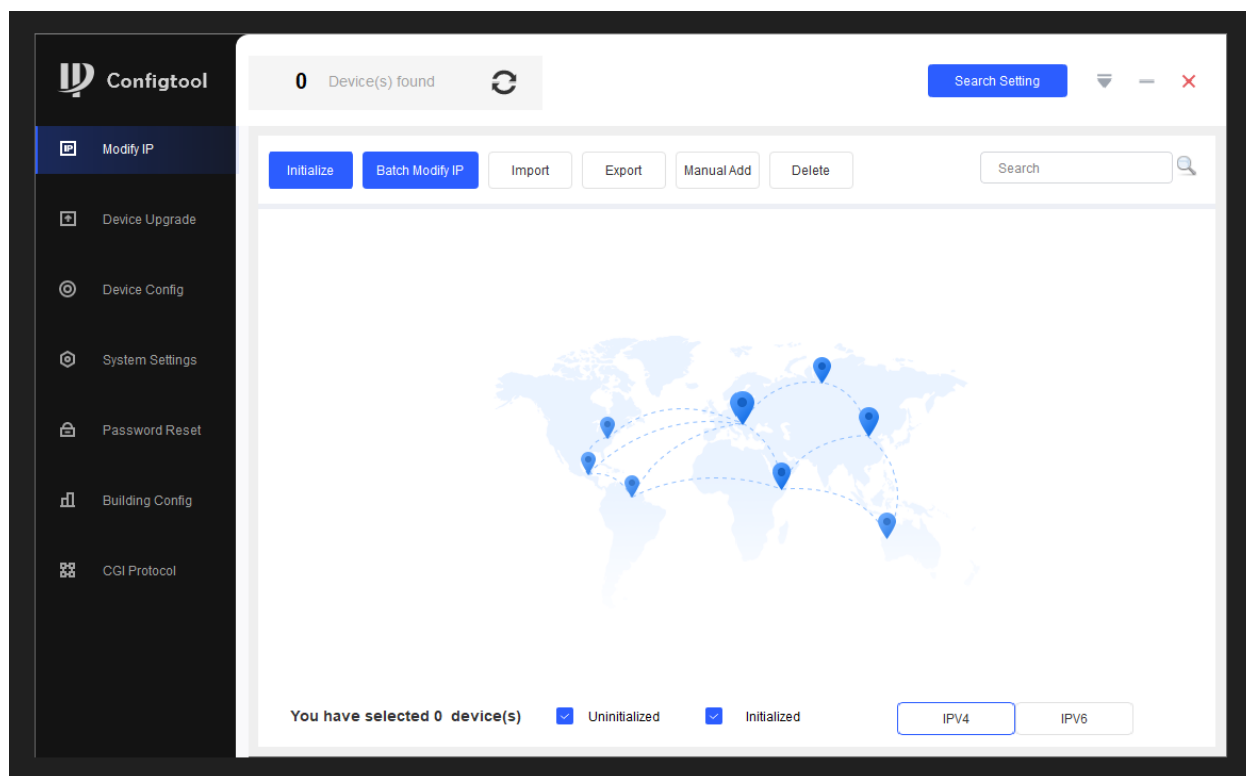 Configtool
0 Device(s) found
Search Setting
IP Modify IP
Initialize Batch Modify IP Import Export Manual Add Delete Search
Device Upgrade
Device Config
System Settings
Password Reset
Building Config
CGI Protocol
You have selected 0 device(s) Uninitialized Initialized IPV4 IPV6